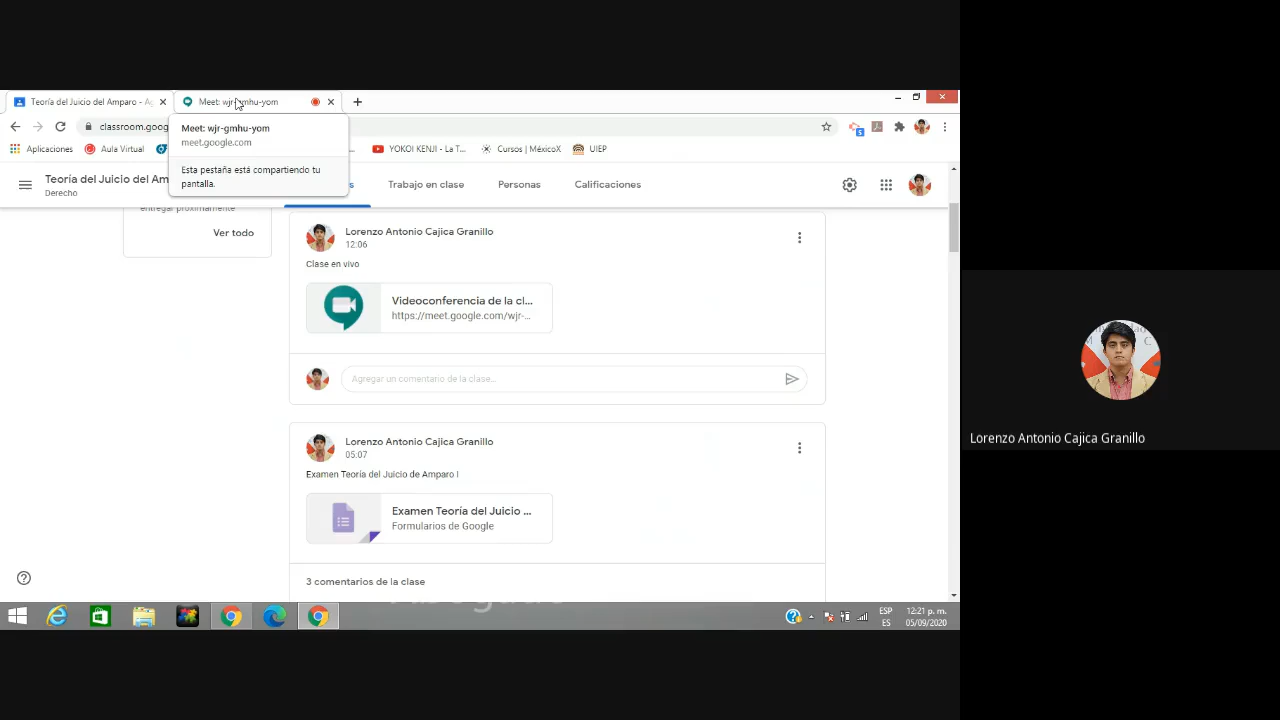 Teoría del Juicio del Amparo - Ag
Meet: wjr-gmhu-yom
classroom.goog
Meet: wjr-gmhu-yom
meet.google.com
Esta pestaña está compartiendo tu
pantalla.
5
Aplicaciones
Aula Virtual
YOKOI KENJI - La T...
Cursos | MéxicoX
UIEP
Teoría del Juicio del Am
Derecho
s
Trabajo en clase
Personas
Calificaciones
entregar próximamente
Ver todo
Lorenzo Antonio Cajica Granillo
12:06
Clase en vivo
Videoconferencia de la cl...
https://meet.google.com/wjr-...
Agregar un comentario de la clase...
Lorenzo Antonio Cajica Granillo
05:07
Examen Teoría del Juicio de Amparo I
Examen Teoría del Juicio ...
Formularios de Google
3 comentarios de la clase
ESP
ES
12:21 p. m.
05/09/2020
Lorenzo Antonio Cajica Granillo